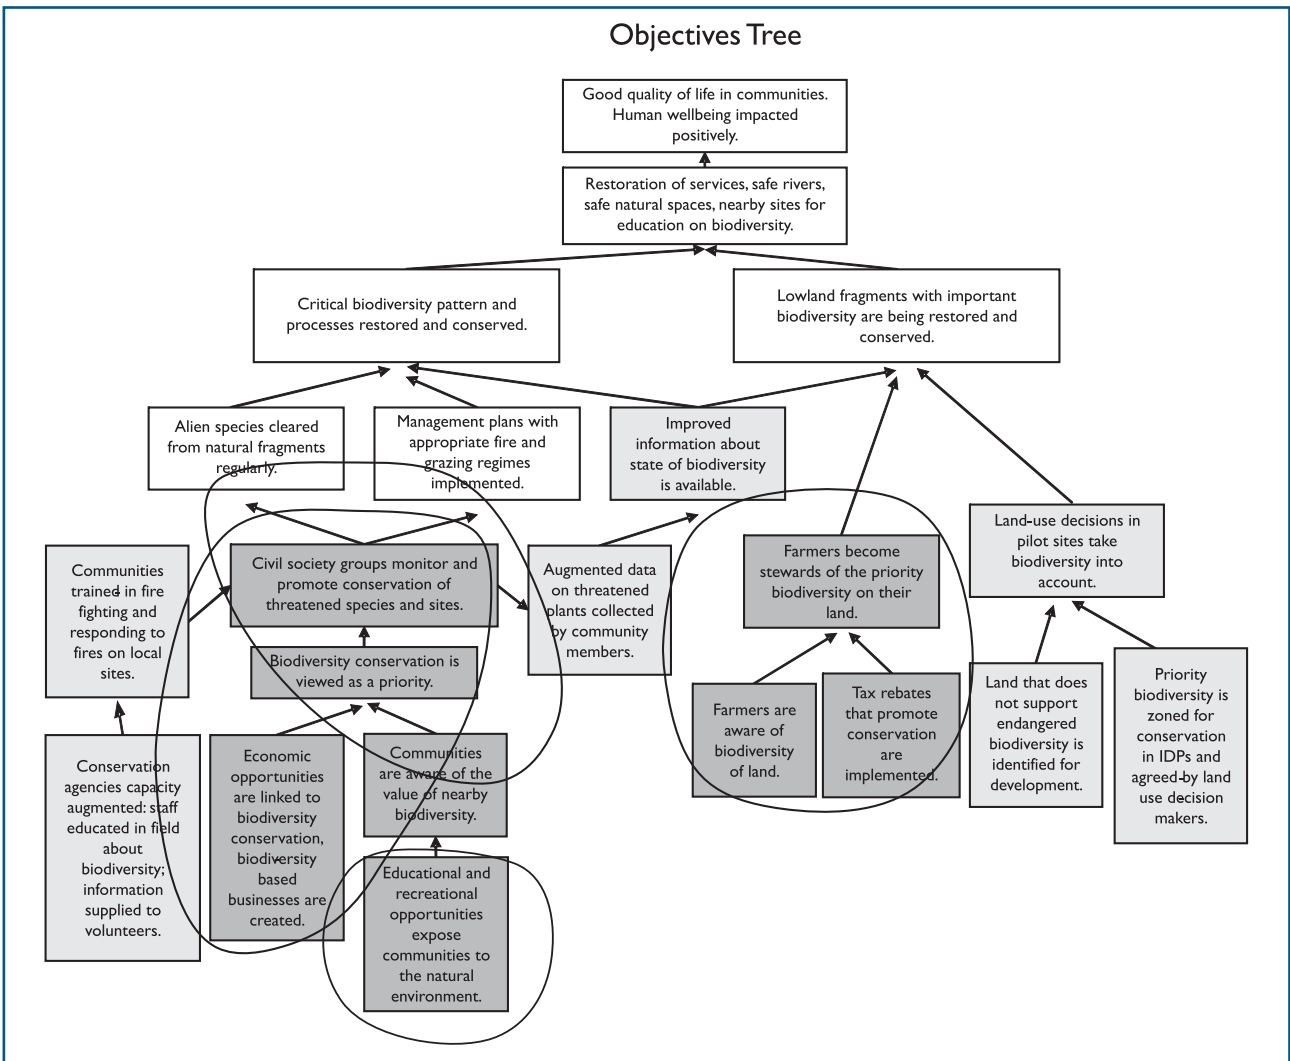 Objectives Tree
Good quality of life in communities.
Human wellbeing impacted
positively.
Restoration of services, safe rivers,
safe natural spaces, nearby sites for
education on biodiversity.
Critical biodiversity pattern and
processes restored and conserved.
Lowland fragments with important
biodiversity are being restored and
conserved.
Alien species cleared
from natural fragments
regularly.
Management plans with
appropriate fire and
grazing regimes
implemented.
Improved
information about
state of biodiversity
is available.
Communities
trained in fire
fighting and
responding to
fires on local
sites.
Civil society groups monitor and
promote conservation of
threatened species and sites.
Augmented data
on threatened
plants collected
by community
members.
Farmers become
stewards of the priority
biodiversity on their
land.
Land-use decisions in
pilot sites take
biodiversity into
account.
Biodiversity conservation is
viewed as a priority.
Farmers are
aware of
biodiversity
of land.
Tax rebates
that promote
conservation
are
implemented.
Land that does
not support
endangered
biodiversity is
identified for
development.
Priority
biodiversity is
zoned for
conservation
in IDPs and
agreed-by land
use decision
makers.
Conservation
agencies capacity
augmented: staff
educated in field
about
biodiversity;
information
supplied to
volunteers.
Economic
opportunities
are linked to
biodiversity
conservation,
biodiversity
based
businesses are
created.
Communities
are aware of the
value of nearby
biodiversity.
Educational and
recreational
opportunities
expose
communities to
the natural
environment.